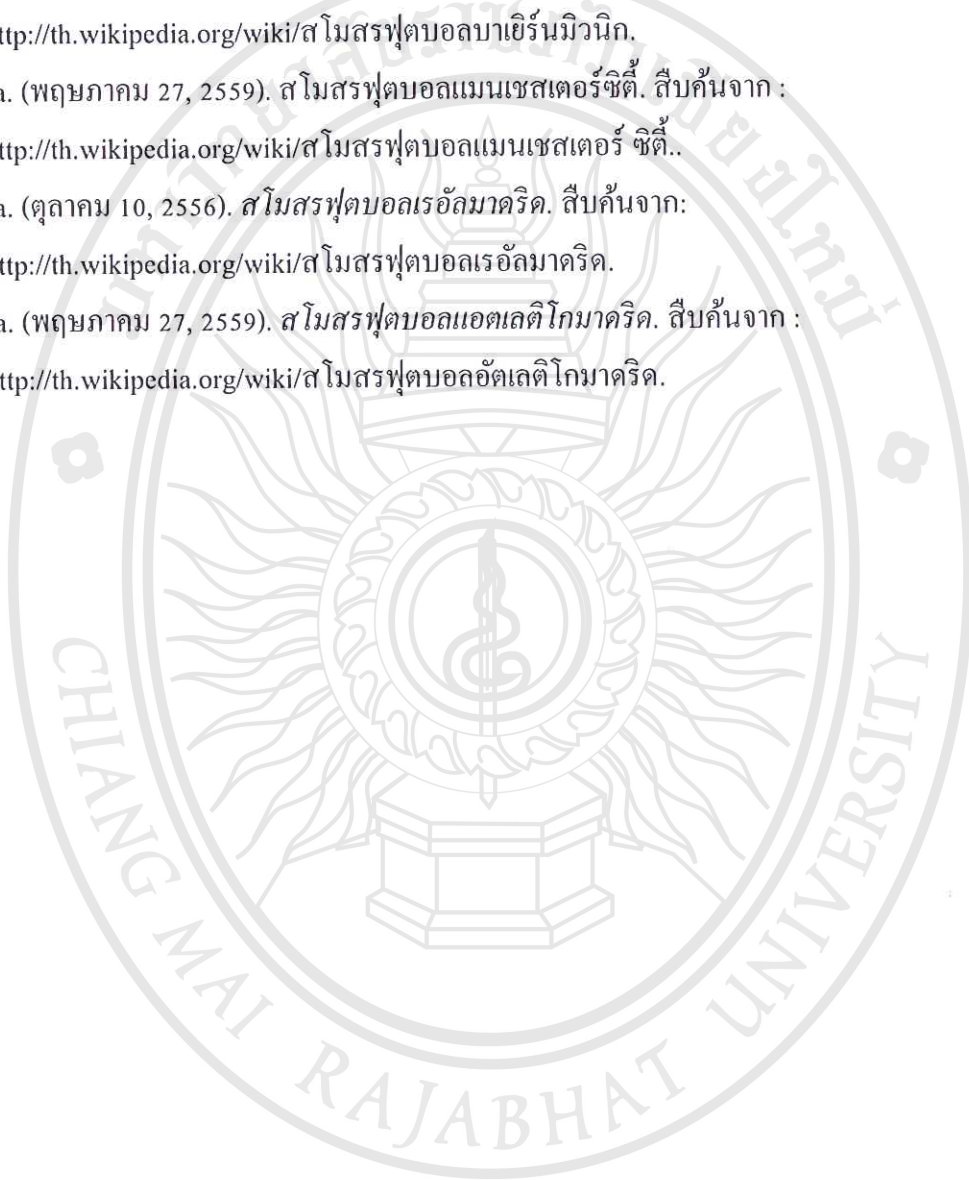 ttp://th.wikipedia.org/wiki/สโมสรฟุตบอลบาเยิร์นมิวนิก.
a. (พฤษภาคม 27, 2559). สโมสรฟุตบอลแมนเชสเตอร์ซิตี้. สืบค้นจาก :
ttp://th.wikipedia.org/wiki/สโมสรฟุตบอลแมนเชสเตอร์ ซิตี้..
a. (ตุลาคม 10, 2556). สโมสรฟุตบอลเรอัลมาดริด. สืบค้นจาก:
ttp://th.wikipedia.org/wiki/สโมสรฟุตบอลเรอัลมาดริด.
a. (พฤษภาคม 27, 2559). สโมสรฟุตบอลแอตเลติโกมาดริด. สืบค้นจาก :
ttp://th.wikipedia.org/wiki/สโมสรฟุตบอลอัตเลติโกมาดริด.
CHIANG MAI RAJABHAT UNIVERSITY